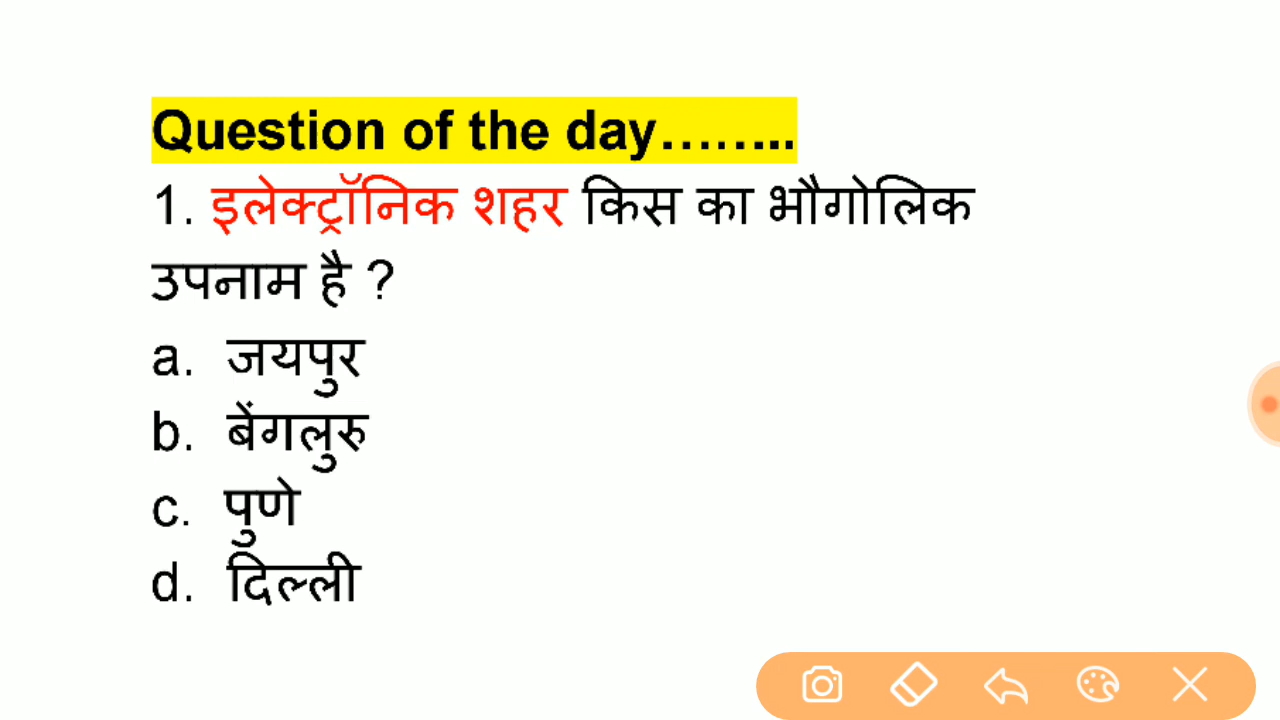 Question of the day……...
1. इलेक्ट्रॉनिक शहर किस का भौगोलिक
उपनाम है ?
a. जयपुर
b. बेंगलुरु
c. पुणे
d. दिल्ली